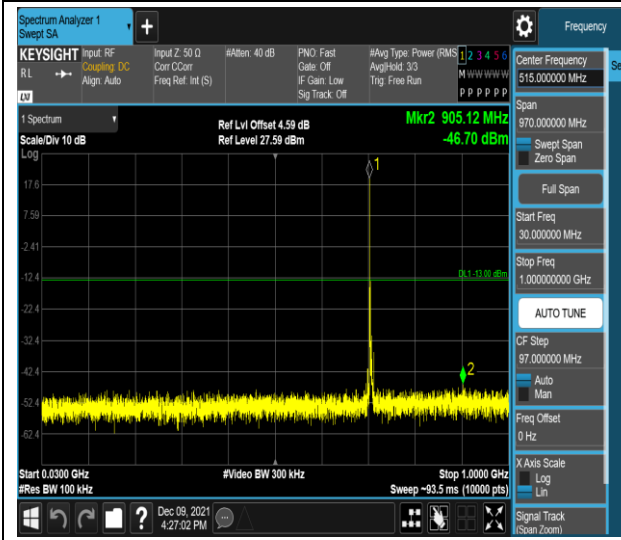 Spectrum Analyzer 1
Swept SA
Frequency
KEYSIGHT
RL
Input: RF
Coupling: DC
Align: Auto
Input Z: 50 Ω
Corr CCorr
Freq Ref: Int (S)
#Atten: 40 dB
PNO: Fast
Gate: Off
IF Gain: Low
Sig Track: Off
#Avg Type: Power (RMS
Avg|Hold: 3/3
Trig: Free Run
1 2 3 4 5 6
M W W W W W
P P P P P P
LXI
1 Spectrum
Scale/Div 10 dB
Log
Ref Lvl Offset 4.59 dB
Ref Level 27.59 dBm
Mkr2 905.12 MHz
-46.70 dBm
17.6
7.59
-2.41
-12.4
-22.4
-32.4
-42.4
-52.4
-62.4
1
DL1 -13.00 dBm
2
Start 0.0300 GHz
#Res BW 100 kHz
#Video BW 300 kHz
Stop 1.0000 GHz
Sweep ~93.5 ms (10000 pts)
?
Dec 09, 2021
4:27:02 PM
Center Frequency
515.000000 MHz
Se
Span
970.000000 MHz
Swept Span
Zero Span
Full Span
Start Freq
30.000000 MHz
Stop Freq
1.000000000 GHz
AUTO TUNE
CF Step
97.000000 MHz
Auto
Man
Freq Offset
0 Hz
X Axis Scale
Log
Lin
Signal Track
(Span Zoom)